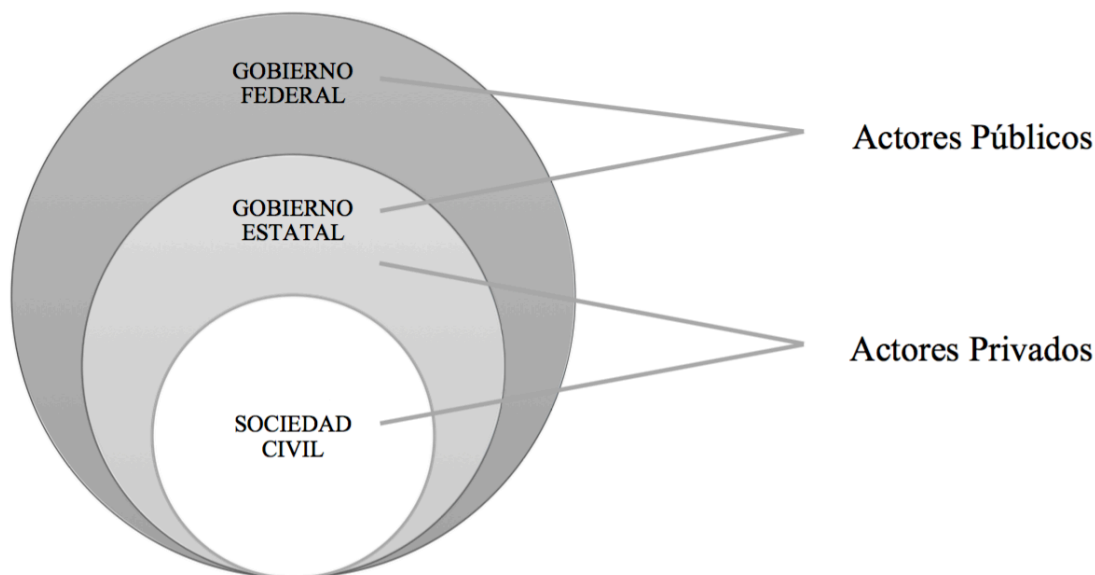 GOBIERNO
FEDERAL
Actores Públicos
GOBIERNO
ESTATAL
Actores Privados
SOCIEDAD
CIVIL